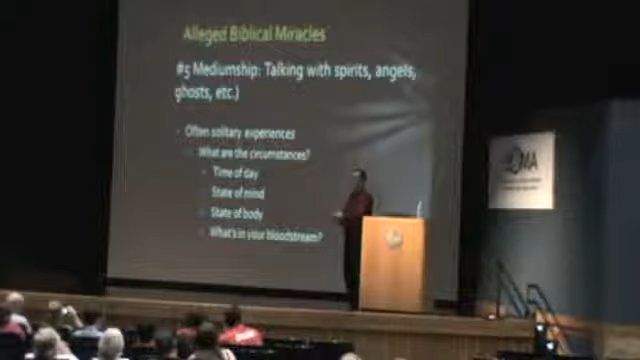 Alleged Biblical Miracles
#5 Mediumship: Talking with spirits, angels,
ghosts, etc.)
Often solitary experiences
What are the circumstances?
Time of day
State of mind
State of body
What's in your bloodstream?